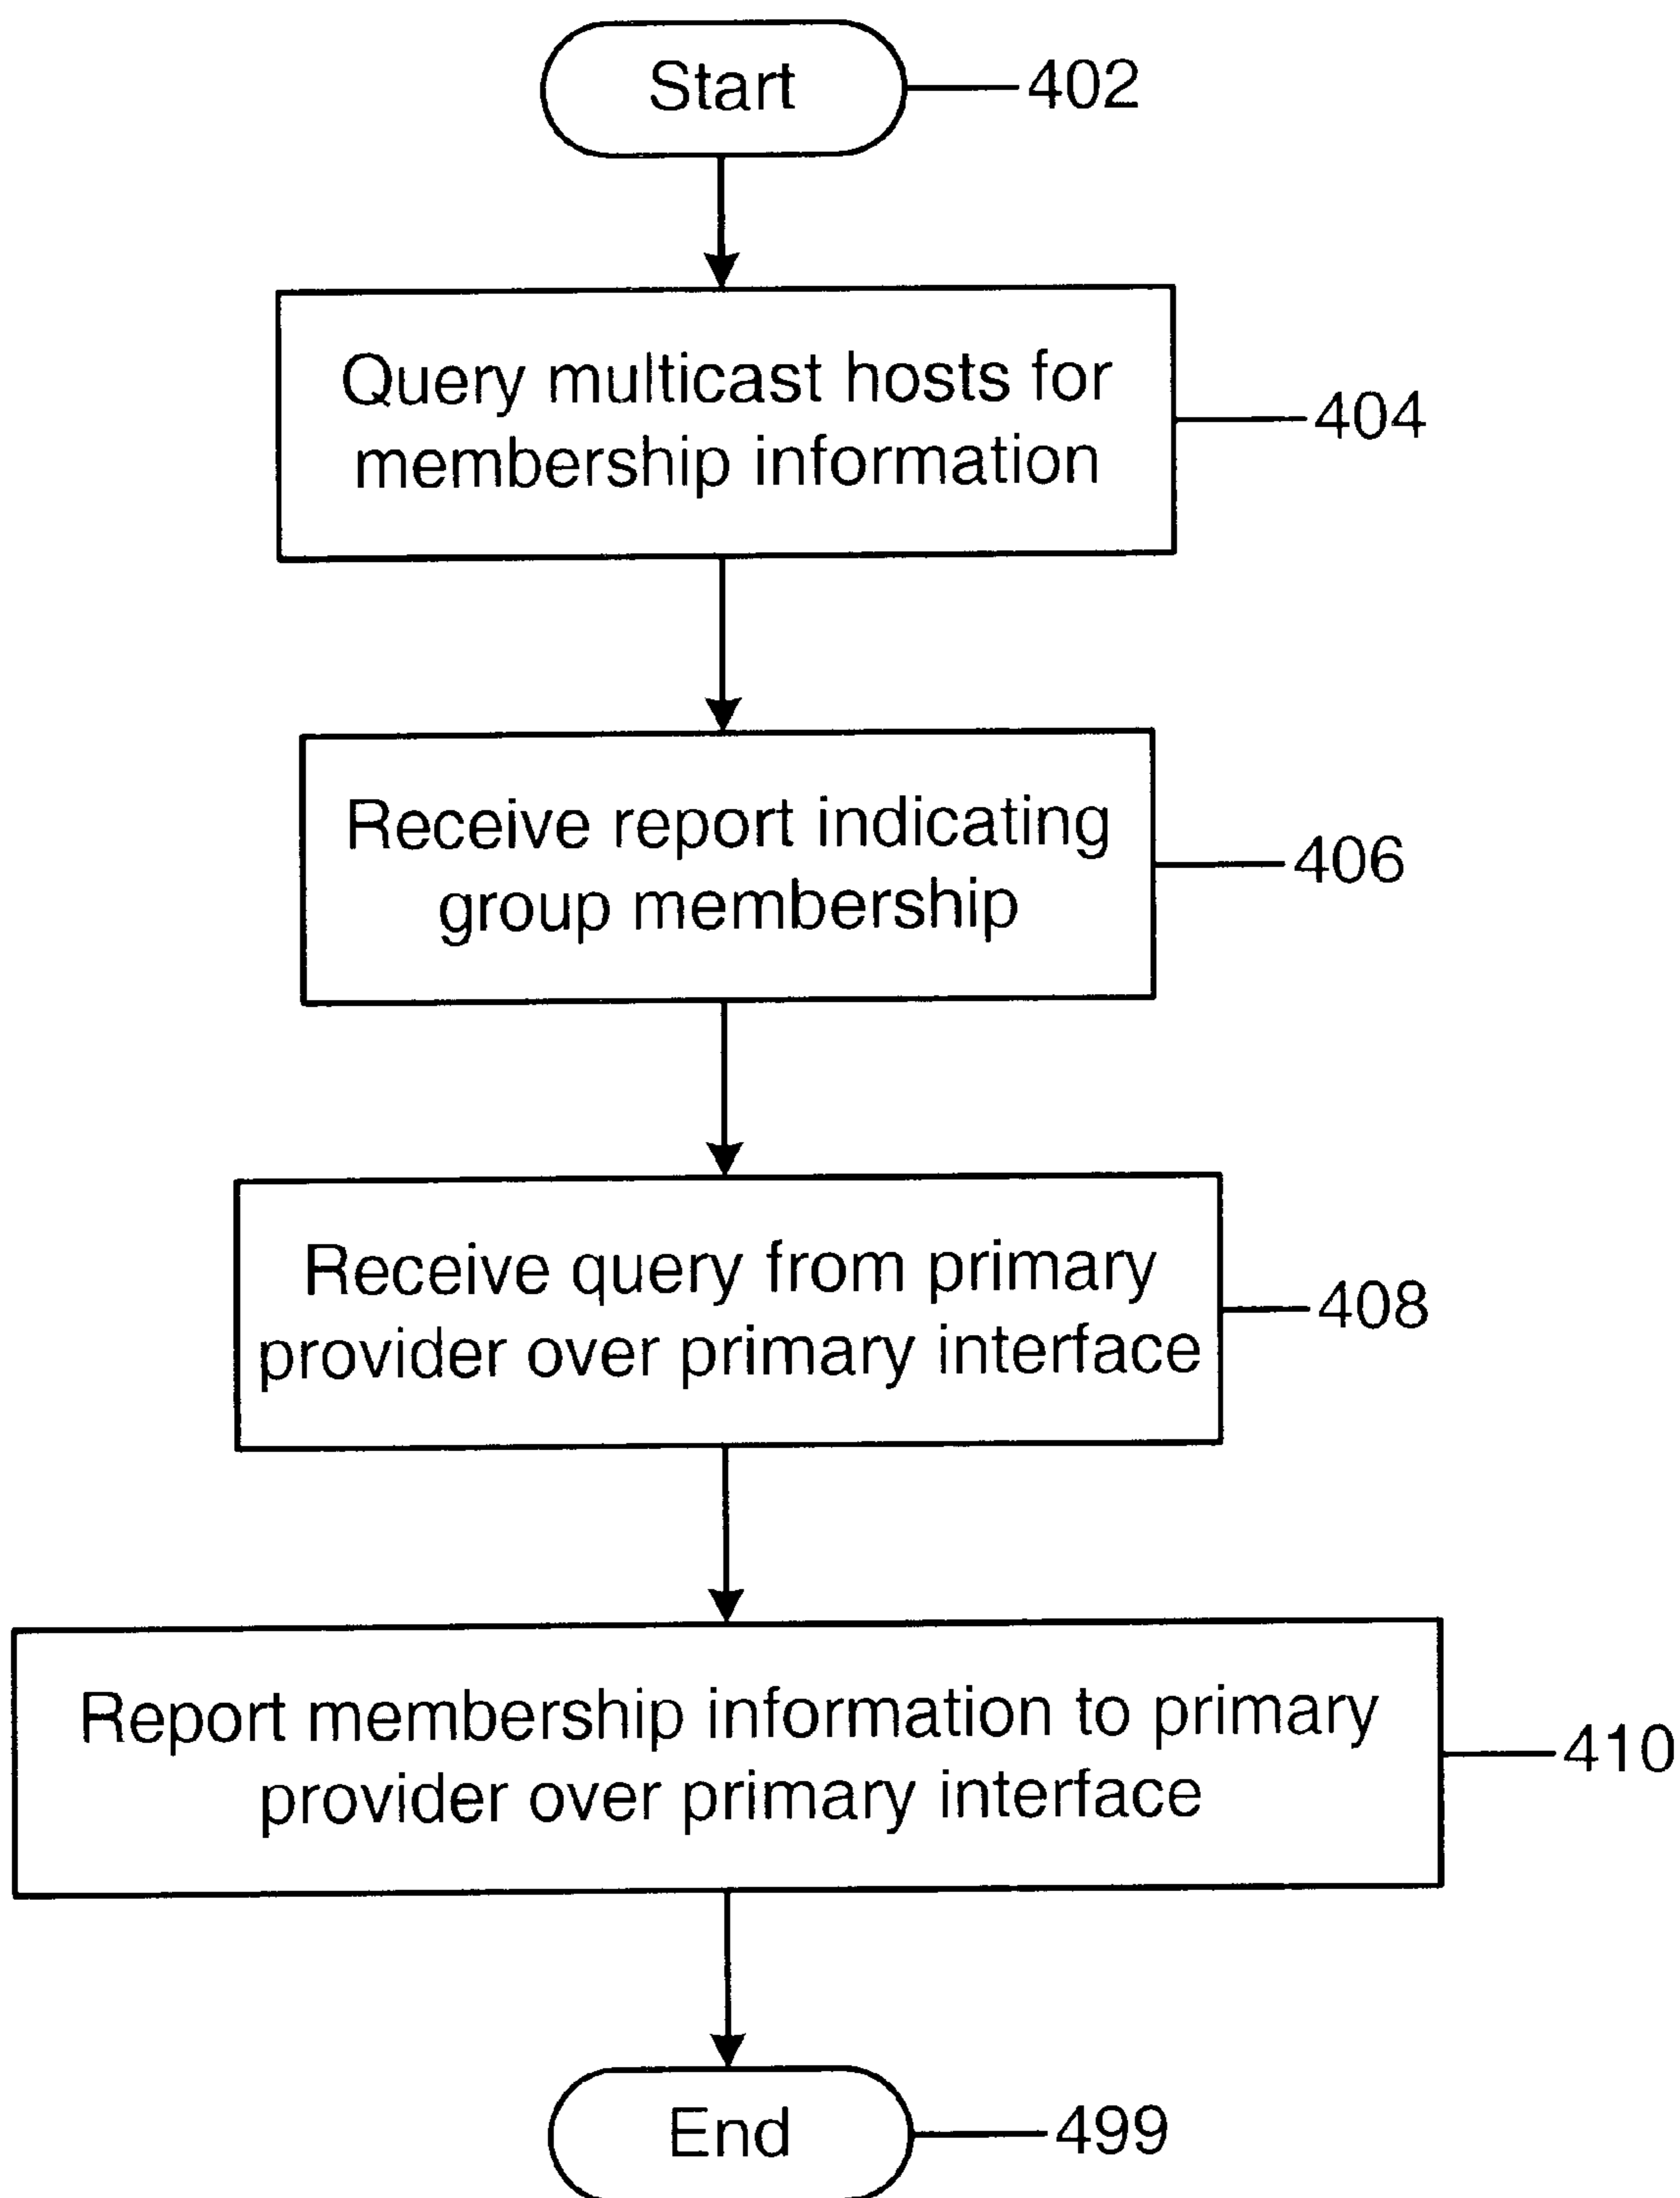 Start
402
Query multicast hosts for
membership information
404
Receive report indicating
group membership
406
Receive query from primary
provider over primary interface
408
Report membership information to primary
provider over primary interface
410
End
499